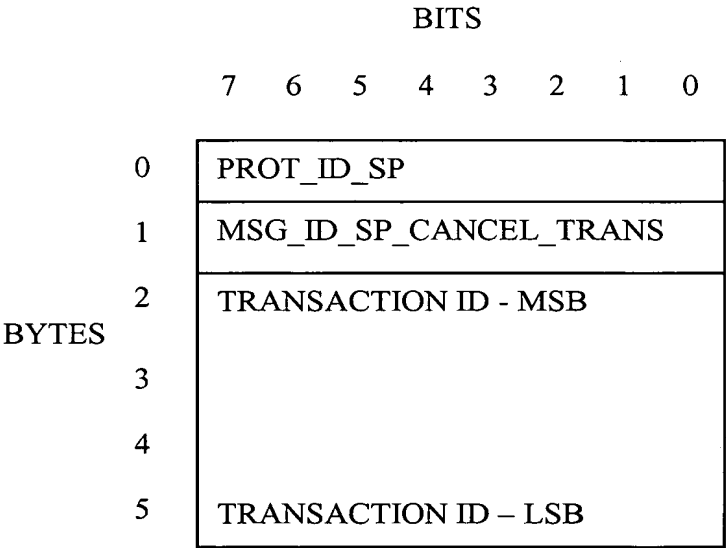 BITS
7 6 5 4 3 2 1 0
0 PROT_ID_SP
1 MSG_ID_SP_CANCEL_TRANS
2 TRANSACTION ID - MSB
BYTES
3
4
5 TRANSACTION ID – LSB